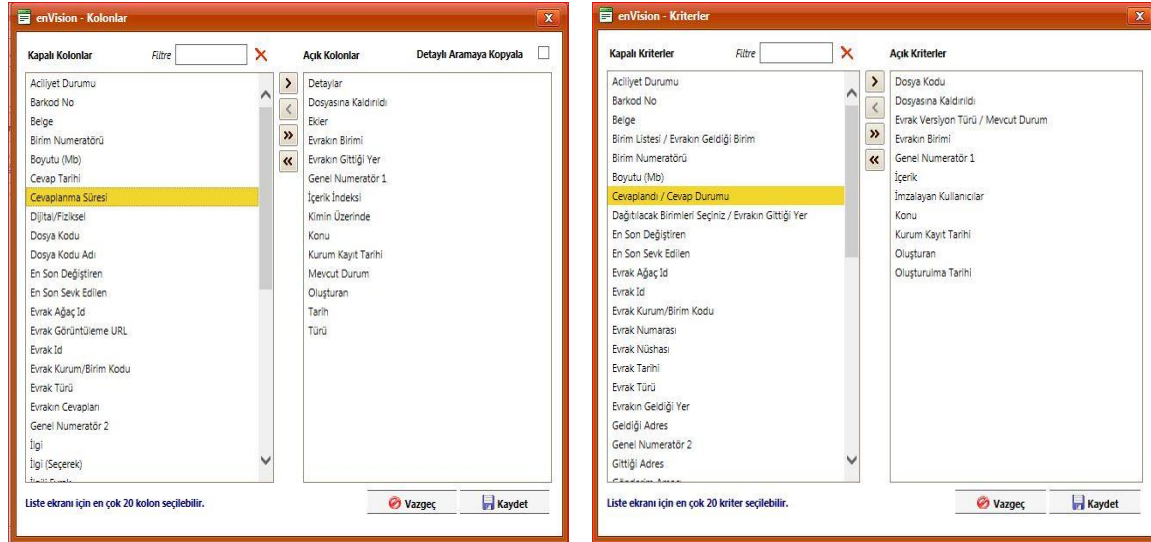 enVision - Kolonlar
Kapalı Kolonlar
Filtre
Açık Kolonlar
Detaylı Aramaya Kopyala
Aciliyet Durumu
Barkod No
Belge
Birim Numeratörü
Boyutu (Mb)
Cevap Tarihi
Cevaplanma Süresi
Dijital/Fiziksel
Dosya Kodu
Dosya Kodu Adı
En Son Değiştiren
En Son Sevk Edilen
Evrak Ağaç Id
Evrak Görüntüleme URL
Evrak Id
Evrak Kurum/Birim Kodu
Evrak Türü
Evrakın Cevapları
Genel Numeratör 2
İlgi
İlgi (Seçerek)
İlgili Evrak
Detaylar
Dosyasına Kaldırıldı
Ekler
Evrakın Birimi
Evrakın Gittiği Yer
Genel Numeratör 1
İçerik İndeksi
Kimin Üzerinde
Konu
Kurum Kayıt Tarihi
Mevcut Durum
Oluşturan
Tarih
Türü
Liste ekranı için en çok 20 kolon seçilebilir.
Vazgeç
Kaydet
enVision - Kriterler
Kapalı Kriterler
Filtre
Açık Kriterler
Aciliyet Durumu
Barkod No
Belge
Birim Listesi / Evrakın Geldiği Birim
Birim Numeratörü
Boyutu (Mb)
Cevaplandı / Cevap Durumu
Dağıtılacak Birimleri Seçiniz / Evrakın Gittiği Yer
En Son Değiştiren
En Son Sevk Edilen
Evrak Ağaç Id
Evrak Id
Evrak Kurum/Birim Kodu
Evrak Numarası
Evrak Nüshası
Evrak Tarihi
Evrak Türü
Evrakın Geldiği Yer
Geldiği Adres
Genel Numeratör 2
Gittiği Adres
Gönderim Amacı
Dosya Kodu
Dosyasına Kaldırıldı
Evrak Versiyon Türü / Mevcut Durum
Evrakın Birimi
Genel Numeratör 1
İçerik
İmzalayan Kullanıcılar
Konu
Kurum Kayıt Tarihi
Oluşturan
Oluşturulma Tarihi
Liste ekranı için en çok 20 kriter seçilebilir.
Vazgeç
Kaydet